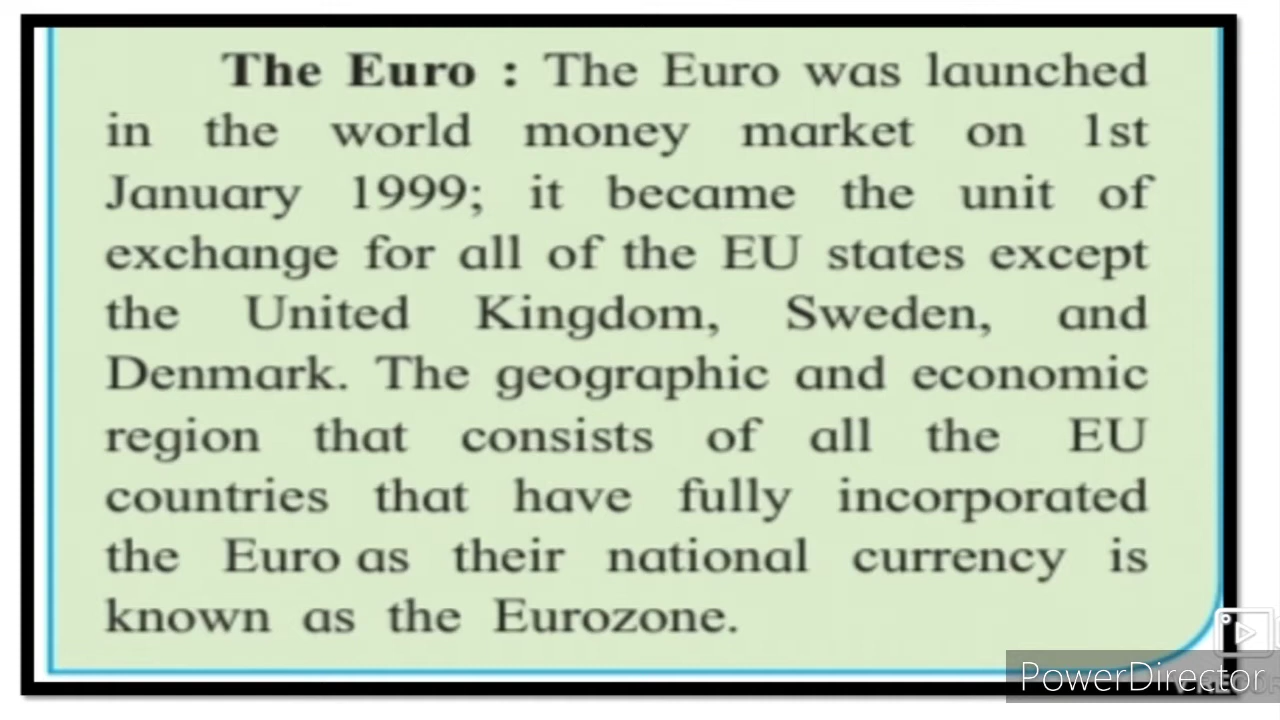 The Euro : The Euro was launched
in the world money market on 1st
January 1999; it became the unit of
exchange for all of the EU states except
the United Kingdom, Sweden, and
Denmark. The geographic and economic
region that consists of all the EU
countries that have fully incorporated
the Euro as their national currency is
known as the Eurozone.
PowerDirector